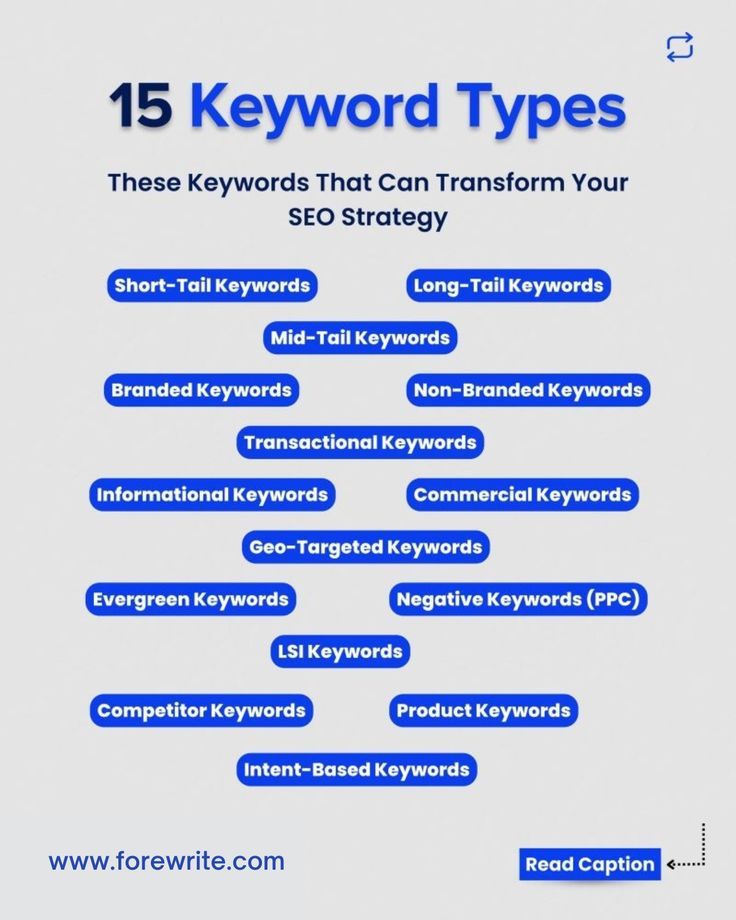 15 Keyword Types
These Keywords That Can Transform Your
SEO Strategy
Short-Tail Keywords
Long-Tail Keywords
Mid-Tail Keywords
Branded Keywords
Non-Branded Keywords
Transactional Keywords
Informational Keywords
Commercial Keywords
Geo-Targeted Keywords
Evergreen Keywords
Negative Keywords (PPC)
LSI Keywords
Competitor Keywords
Product Keywords
Intent-Based Keywords
www.forewrite.com
Read Caption